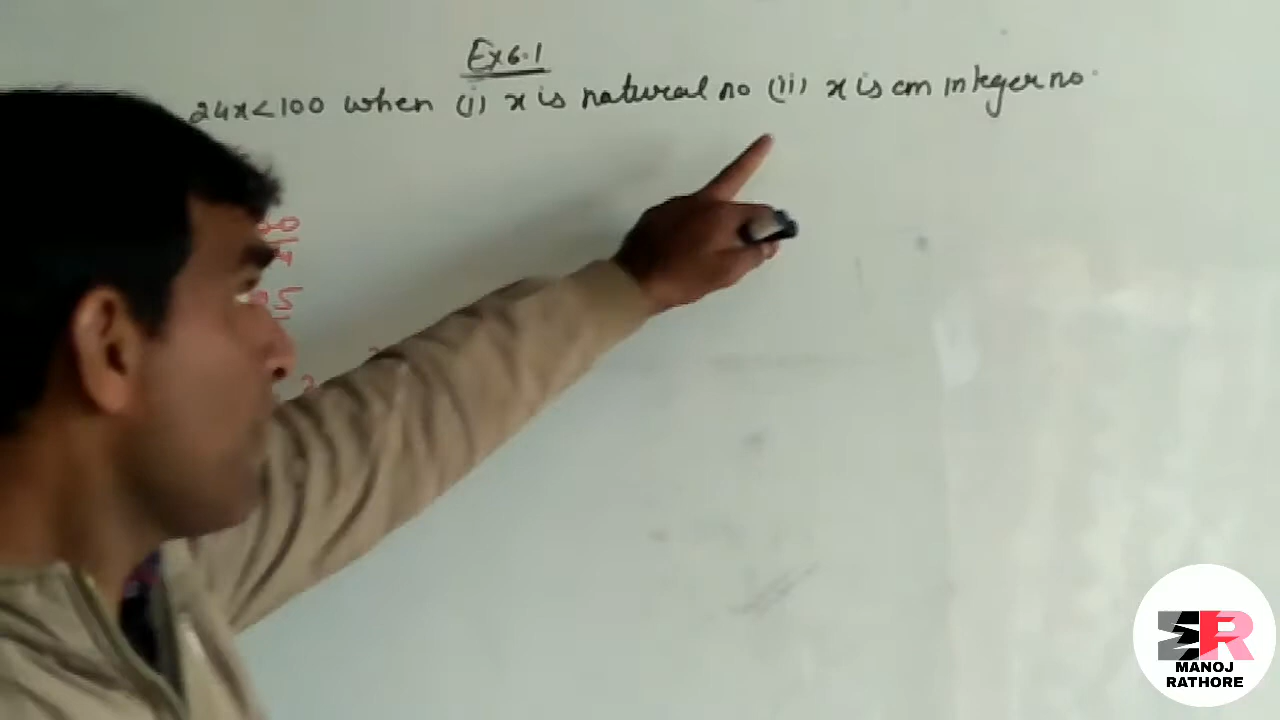 Ex 6.1
24x<100 when (i) x is natural no (ii) x is an integer no.
MANOJ
RATHORE